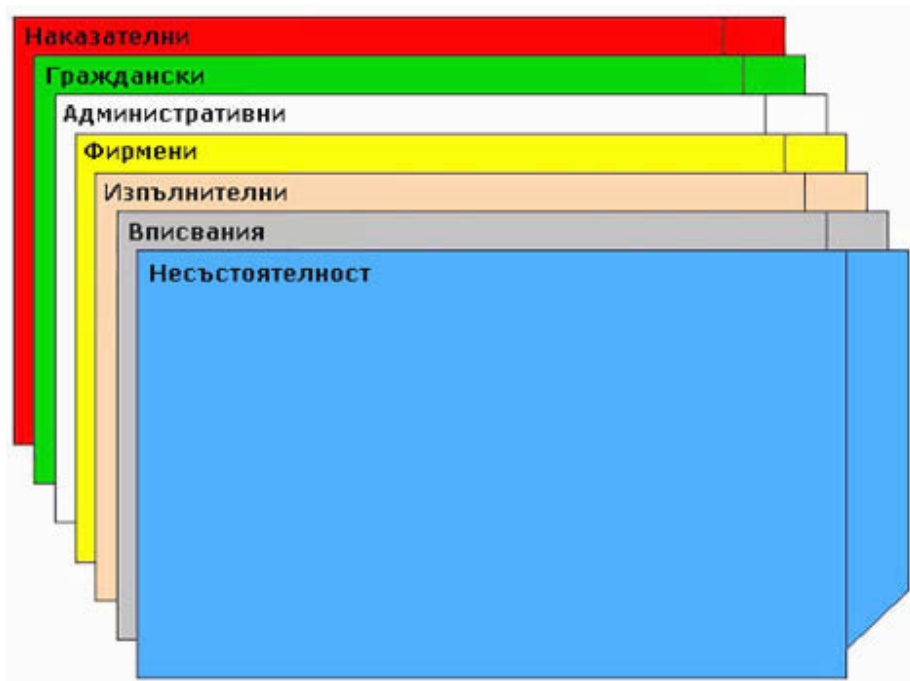 Наказателни
Граждански
Административни
Фирмени
Изпълнителни
Вписвания
Несъстоятелност